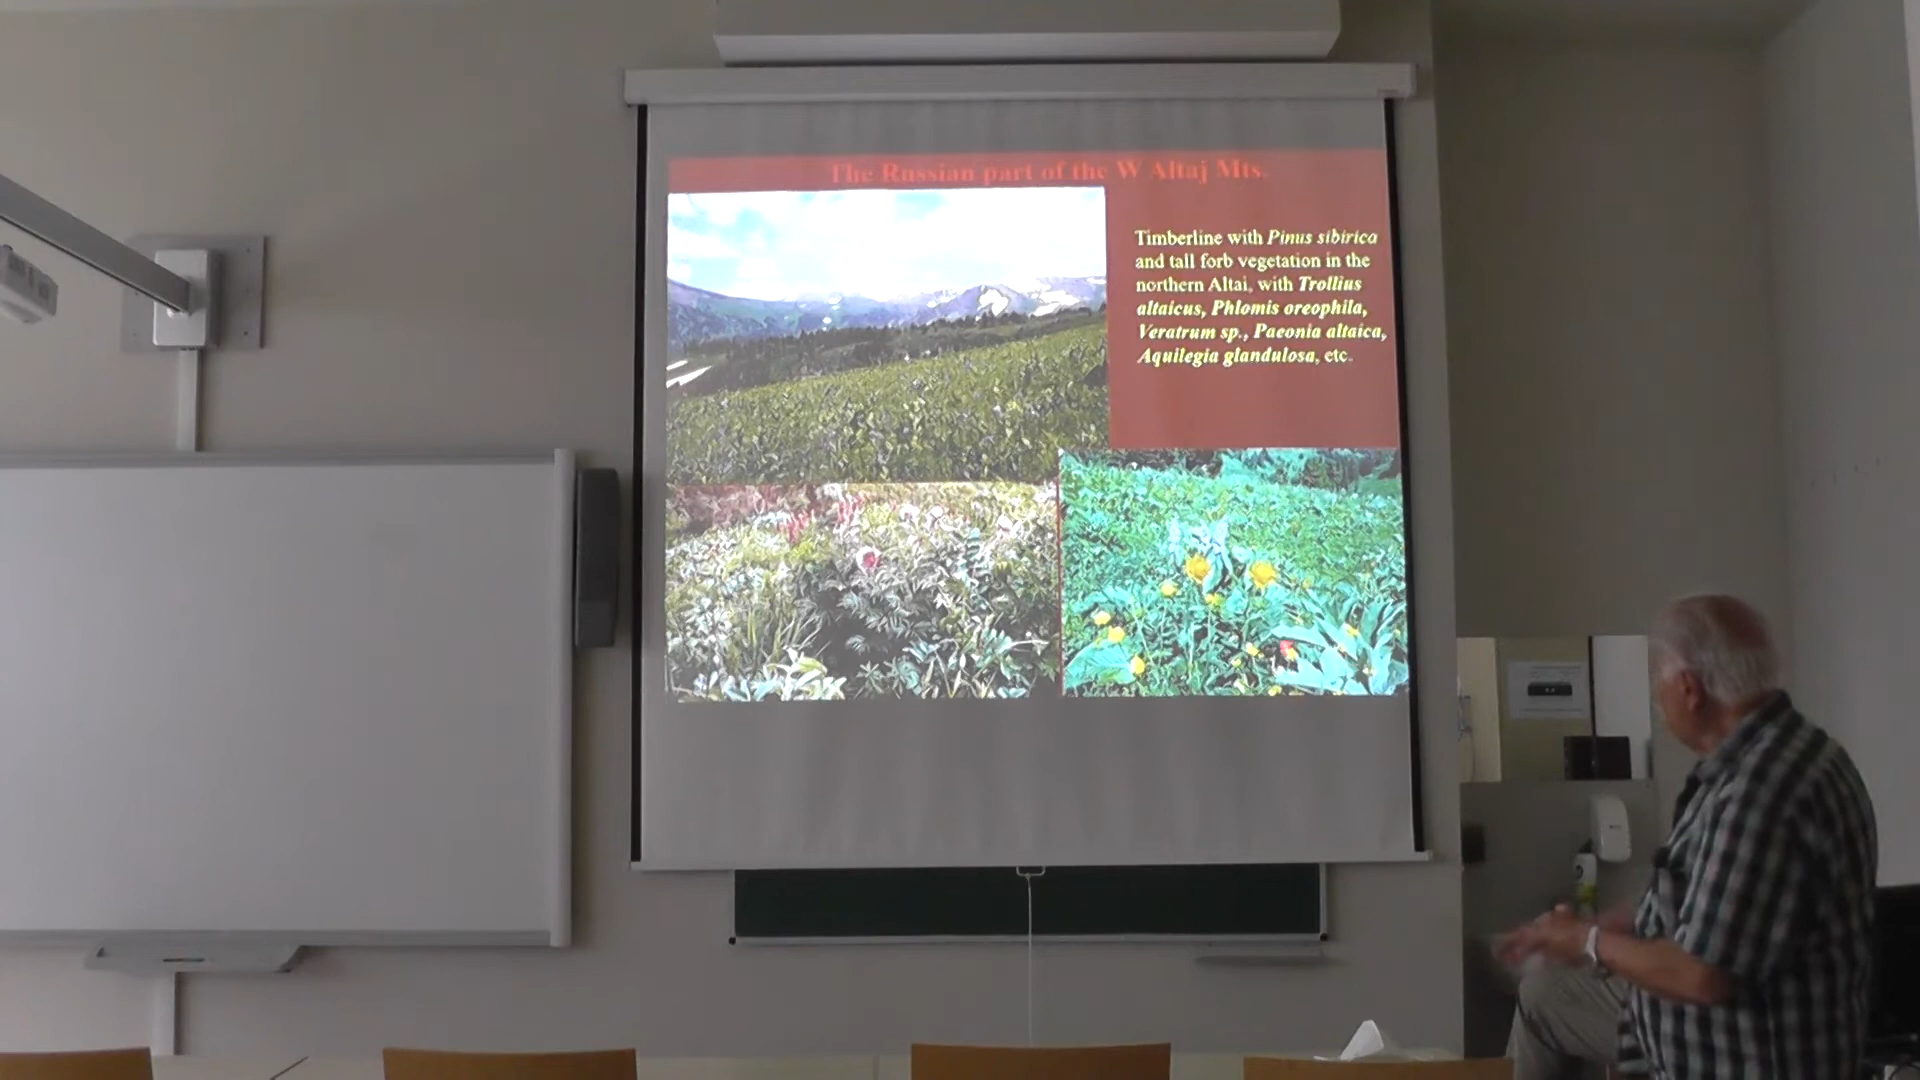 The Russian part of the W Altaj Mts.
Timberline with Pinus sibirica
and tall forb vegetation in the
northern Altai, with Trollius
altaicus, Phlomis oreophila,
Veratrum sp., Paeonia altaica,
Aquilegia glandulosa, etc.